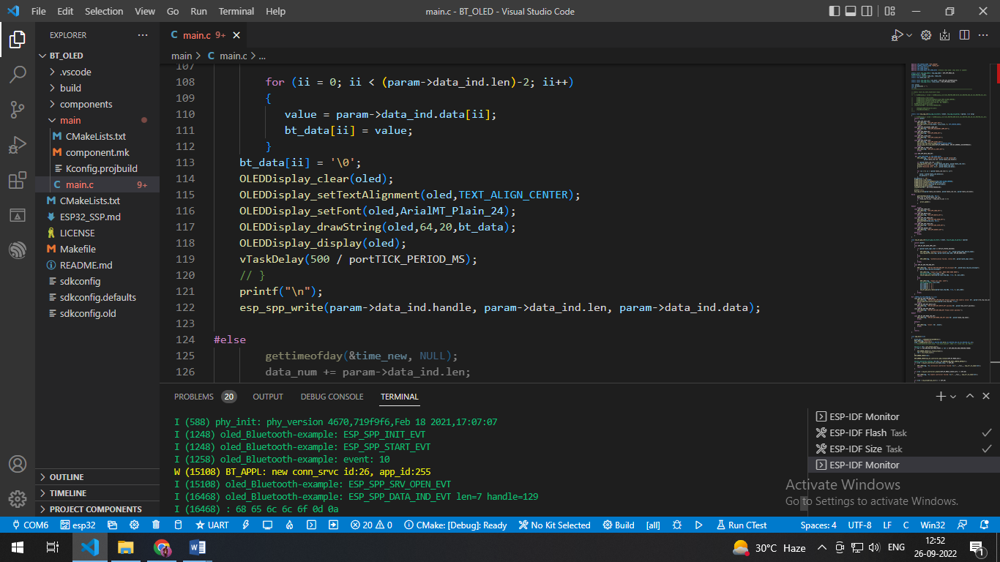 File Edit Selection View Go Run Terminal Help
main.c - BT_OLED - Visual Studio Code
EXPLORER
BT_OLED
.vscode
build
components
main
CMakeLists.txt
component.mk
Kconfig.projbuild
main.c 9+
CMakeLists.txt
ESP32_SSP.md
LICENSE
Makefile
README.md
sdkconfig
sdkconfig.defaults
sdkconfig.old
OUTLINE
TIMELINE
PROJECT COMPONENTS
main.c 9+
main > C main.c > ...
107
108 for (ii = 0; ii < (param->data_ind.len)-2; ii++)
109 {
110 value = param->data_ind.data[ii];
111 bt_data[ii] = value;
112 }
113 bt_data[ii] = '\0';
114 OLEDDisplay_clear(oled);
115 OLEDDisplay_setTextAlignment(oled,TEXT_ALIGN_CENTER);
116 OLEDDisplay_setFont(oled,ArialMT_Plain_24);
117 OLEDDisplay_drawString(oled,64,20,bt_data);
118 OLEDDisplay_display(oled);
119 vTaskDelay(500 / portTICK_PERIOD_MS);
120 // }
121 printf("\n");
122 esp_spp_write(param->data_ind.handle, param->data_ind.len, param->data_ind.data);
123
124 #else
125 gettimeofday(&time_new, NULL);
126 data_num += param->data_ind.len;
PROBLEMS 20 OUTPUT DEBUG CONSOLE TERMINAL
I (588) phy_init: phy_version 4670,719f9f6,Feb 18 2021,17:07:07
I (1248) oled_Bluetooth-example: ESP_SPP_INIT_EVT
I (1248) oled_Bluetooth-example: ESP_SPP_START_EVT
I (1258) oled_Bluetooth-example: event: 10
W (15108) BT_APPL: new conn_srvc id:26, app_id:255
I (15108) oled_Bluetooth-example: ESP_SPP_SRV_OPEN_EVT
I (16468) oled_Bluetooth-example: ESP_SPP_DATA_IND_EVT len=7 handle=129
I (16468) : 68 65 6c 6c 6f 0d 0a
ESP-IDF Monitor
ESP-IDF Flash Task
ESP-IDF Size Task
ESP-IDF Monitor
Activate Windows
Go to Settings to activate Windows.
COM6 esp32 UART 20 0 CMake: [Debug]: Ready No Kit Selected Build [all] Run CTest Spaces: 4 UTF-8 LF C Win32
30°C Haze ENG 12:52
26-09-2022 1